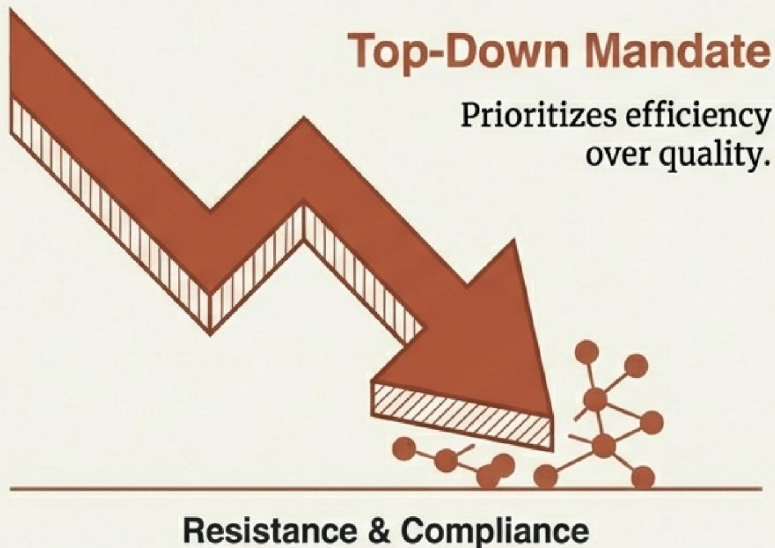 Top-Down Mandate
Prioritizes efficiency
over quality.
Resistance & Compliance